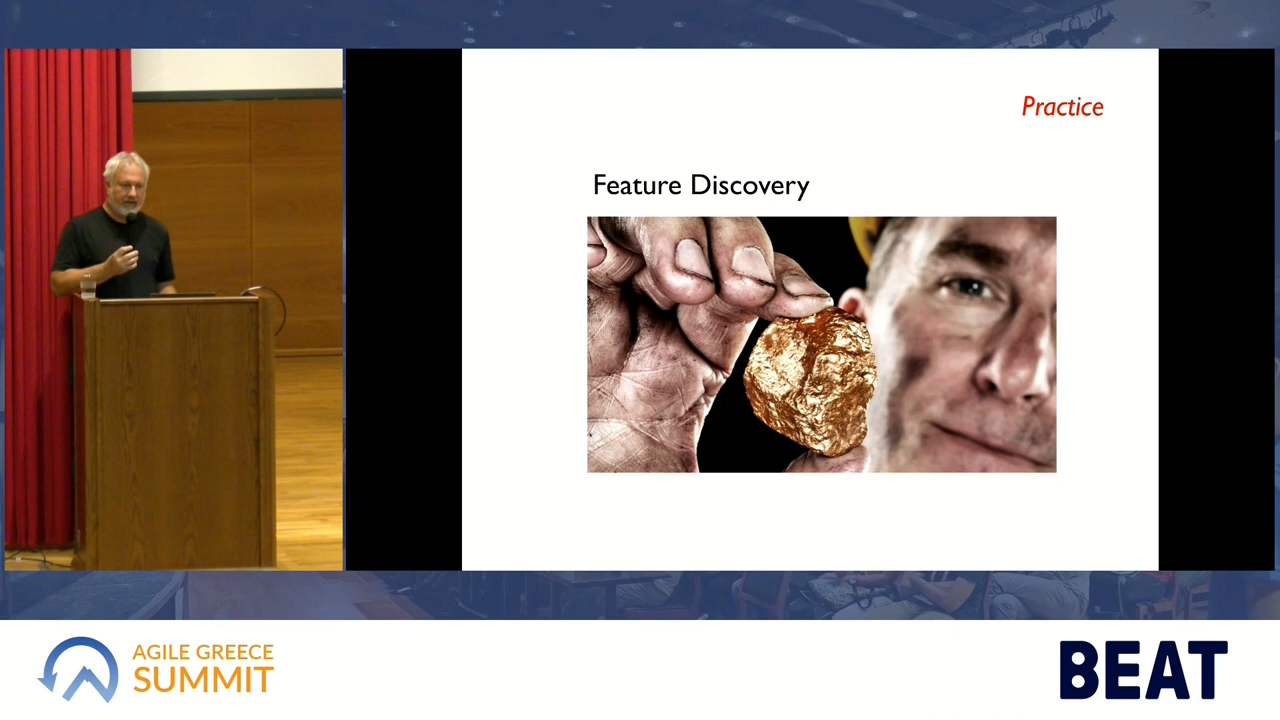 Practice
Feature Discovery
AGILE GREECE
SUMMIT
BEAT